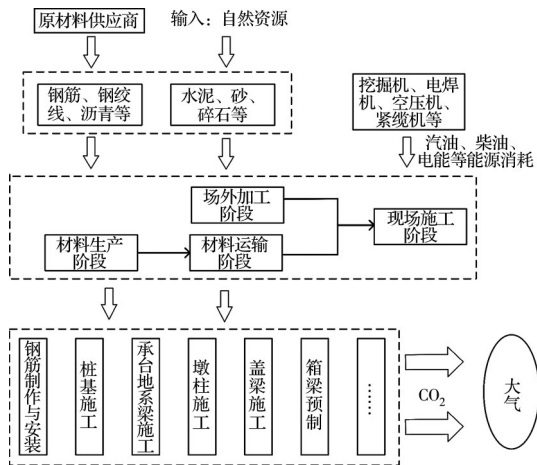 原材料供应商
输入：自然资源
钢筋、钢绞
线、沥青等
水泥、砂、
碎石等
挖掘机、电焊
机、空压机、
紧缆机等
汽油、柴油、
电能等能源消耗
场外加工
阶段
现场施工
阶段
材料生产
阶段
材料运输
阶段
钢筋制作与安装
桩基施工
承台地系梁施工
墩柱施工
盖梁施工
箱梁预制
……
CO₂
大气